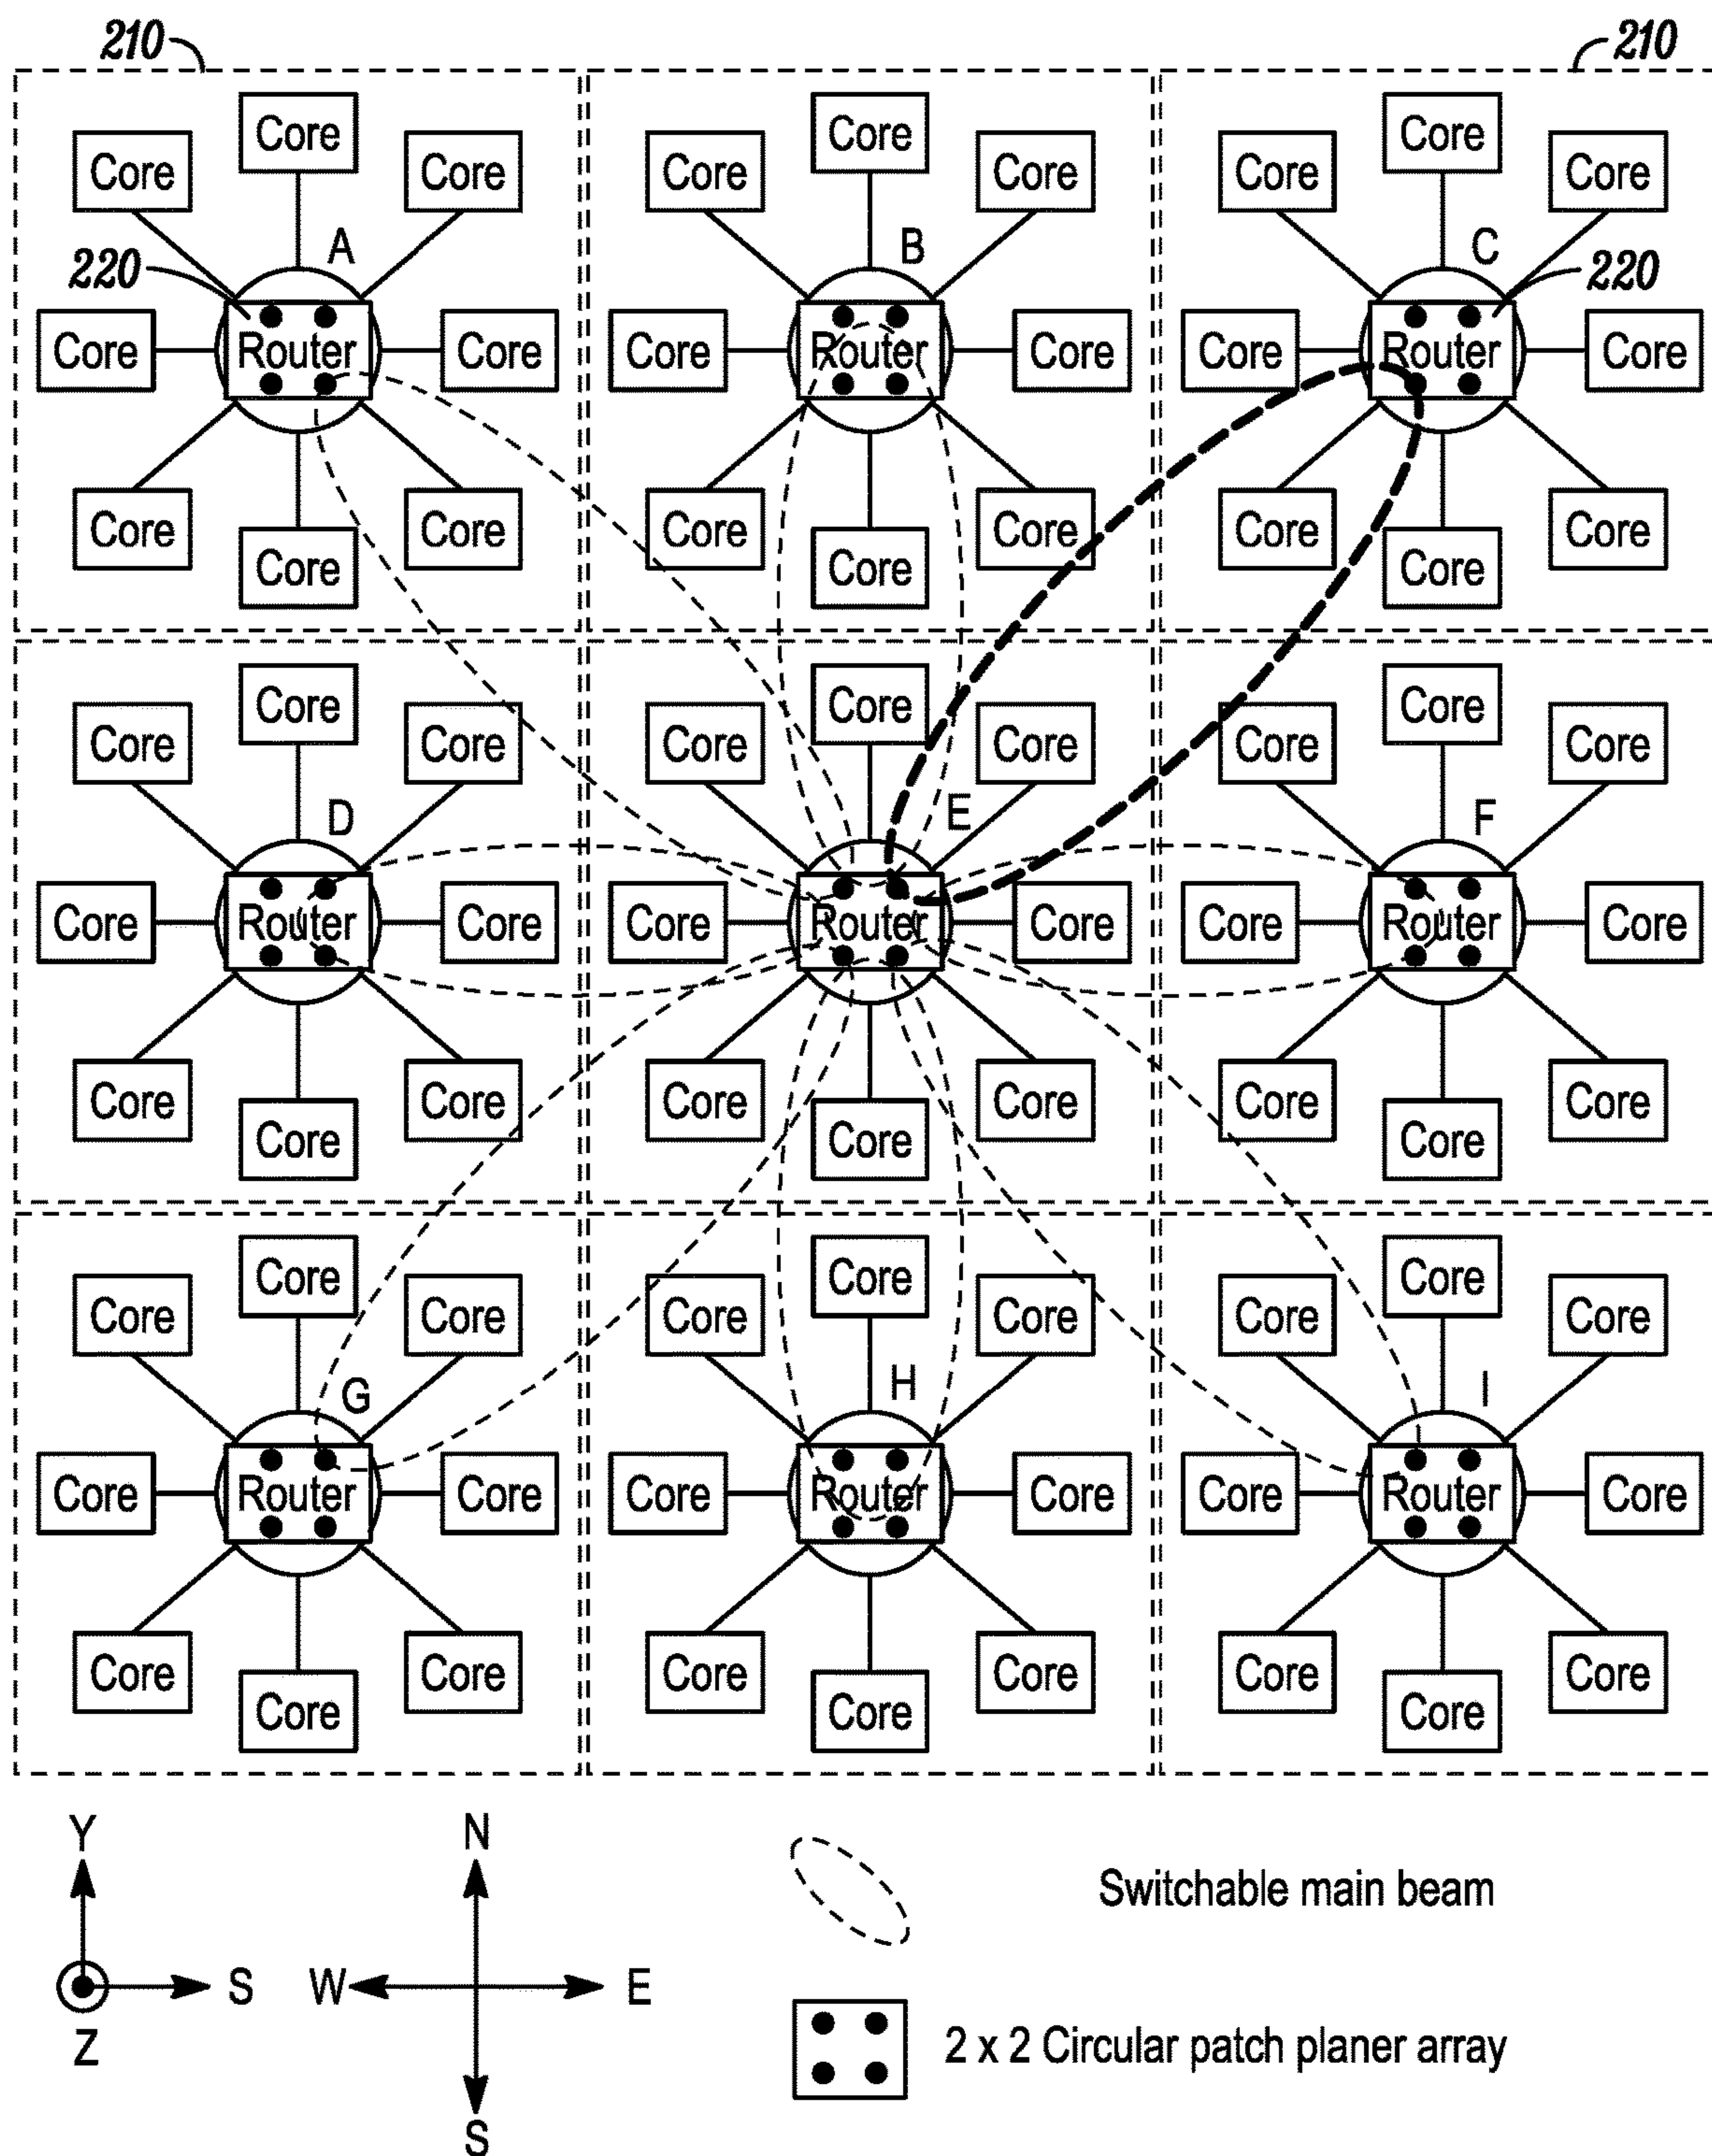 210 210
Core Core Core Core Core Core Core Core Core
A B C
220 220
Core Router Core Core Router Core Core Router Core
Core Core Core Core Core Core Core Core Core
Core Core Core Core Core Core Core Core Core
D E F
Core Router Core Core Router Core Core Router Core
Core Core Core Core Core Core Core Core Core
Core Core Core Core Core Core Core Core Core
G H I
Core Router Core Core Router Core Core Router Core
Core Core Core Core Core Core Core Core Core
Y N
Switchable main beam
S W E
Z
2 x 2 Circular patch planer array
S